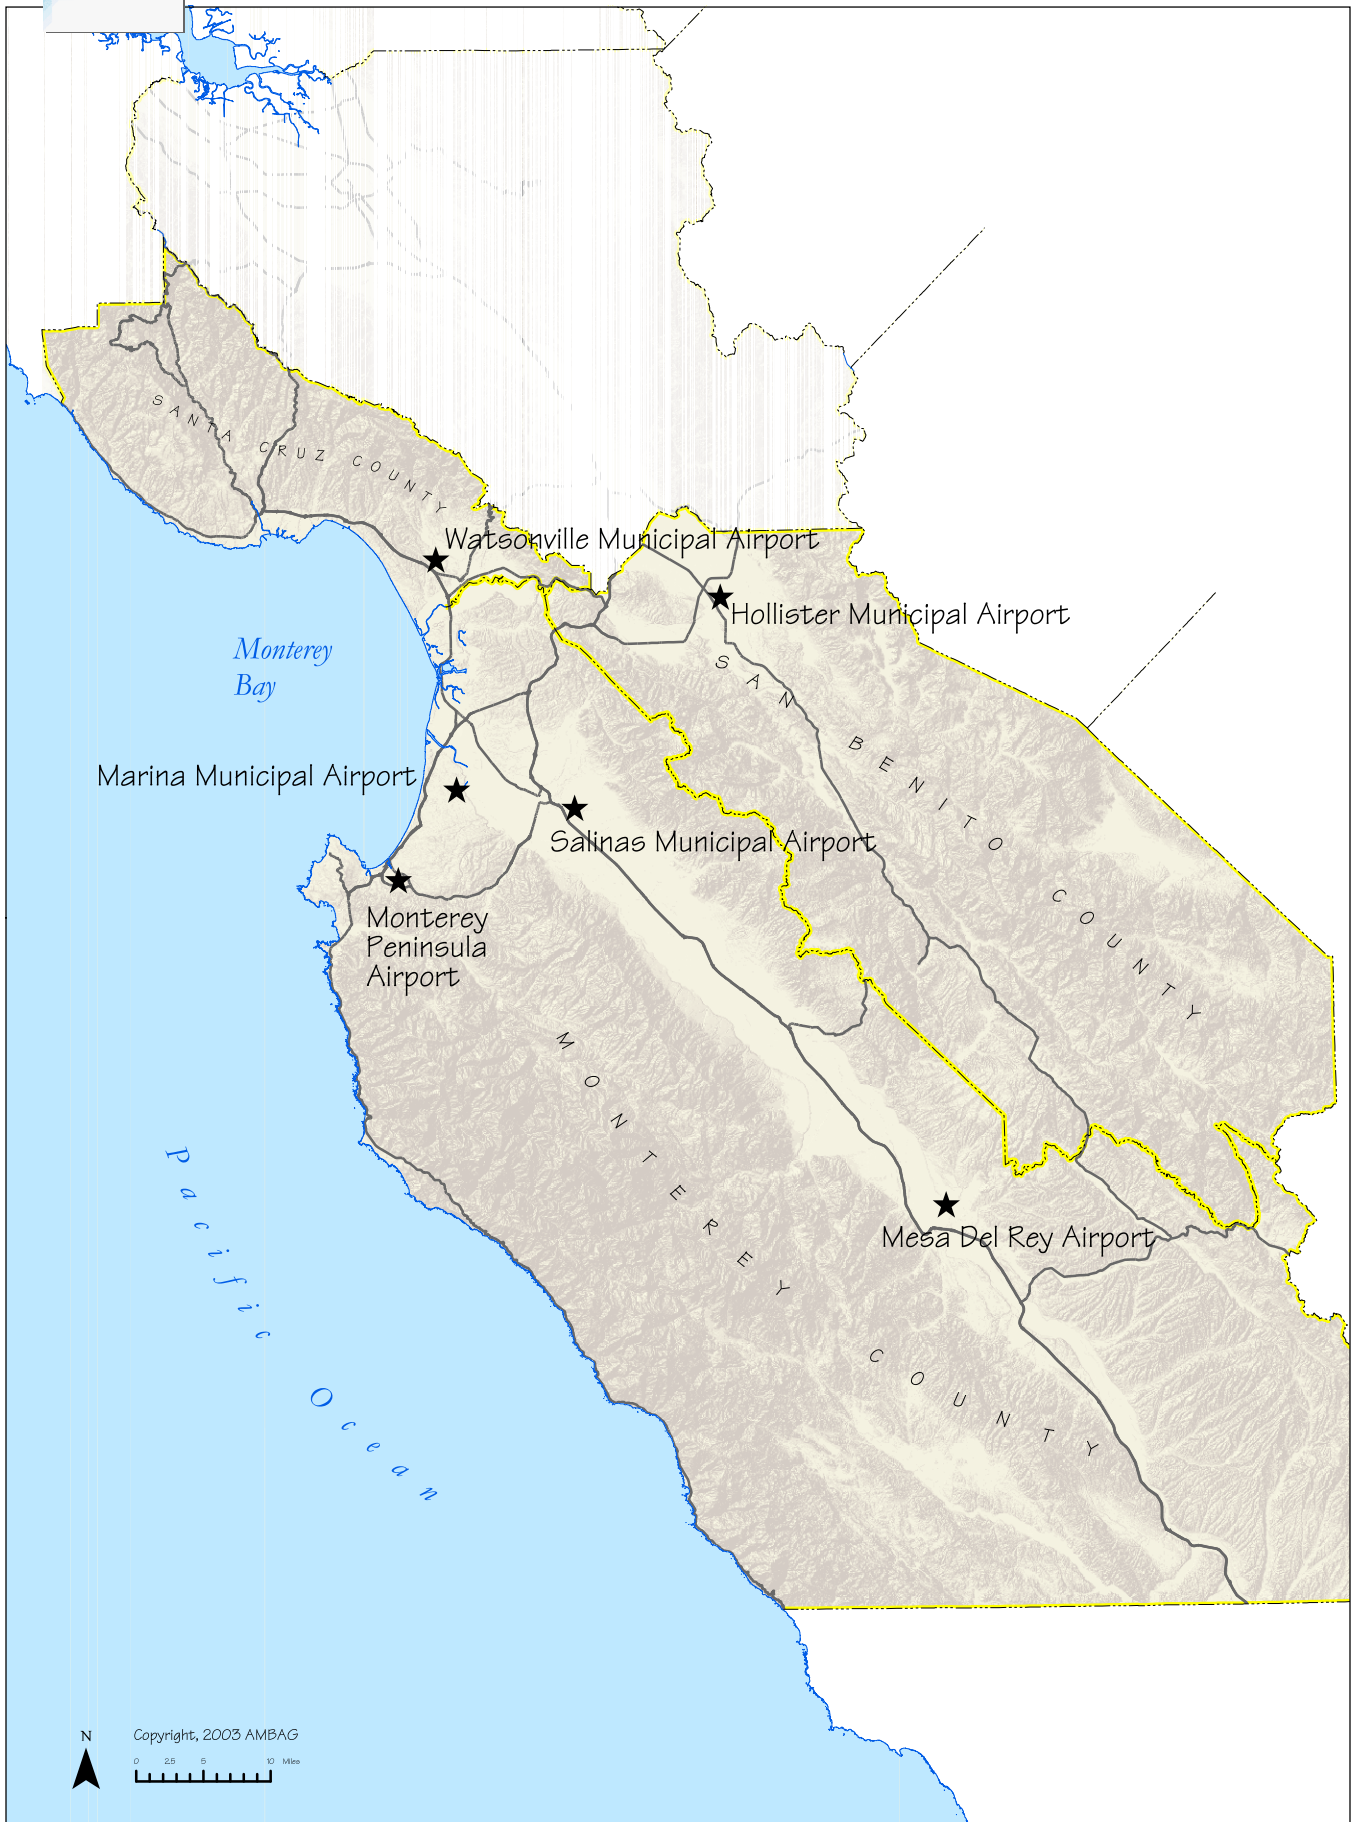 SANTA CRUZ COUNTY
Watsonville Municipal Airport
Hollister Municipal Airport
Monterey
Bay
SAN BENITO COUNTY
Marina Municipal Airport
Salinas Municipal Airport
Monterey
Peninsula
Airport
MONTEREY COUNTY
Pacific Ocean
Mesa Del Rey Airport
N
Copyright, 2003 AMBAG
0 2.5 5 10 Miles